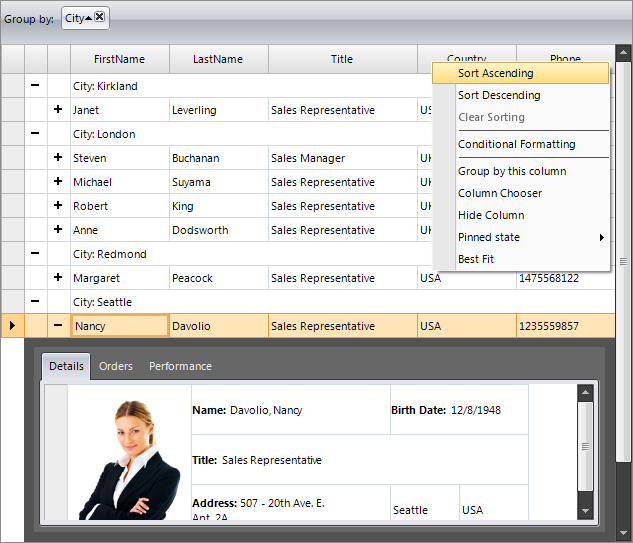 Group by: City
FirstName LastName Title Country Phone
City: Kirkland
Sort Ascending
Janet Leverling Sales Representative US
Sort Descending
City: London
Clear Sorting
Steven Buchanan Sales Manager UK
Conditional Formatting
Michael Suyama Sales Representative UK
Group by this column
Robert King Sales Representative UK
Column Chooser
Hide Column
Anne Dodsworth Sales Representative UK
Pinned state
City: Redmond
Best Fit
Margaret Peacock Sales Representative USA 1475568122
City: Seattle
Nancy Davolio Sales Representative USA 1235559857
Details Orders Performance
Name: Davolio, Nancy Birth Date: 12/8/1948
Title: Sales Representative
Address: 507 - 20th Ave. E. Seattle USA
Apt. 2A